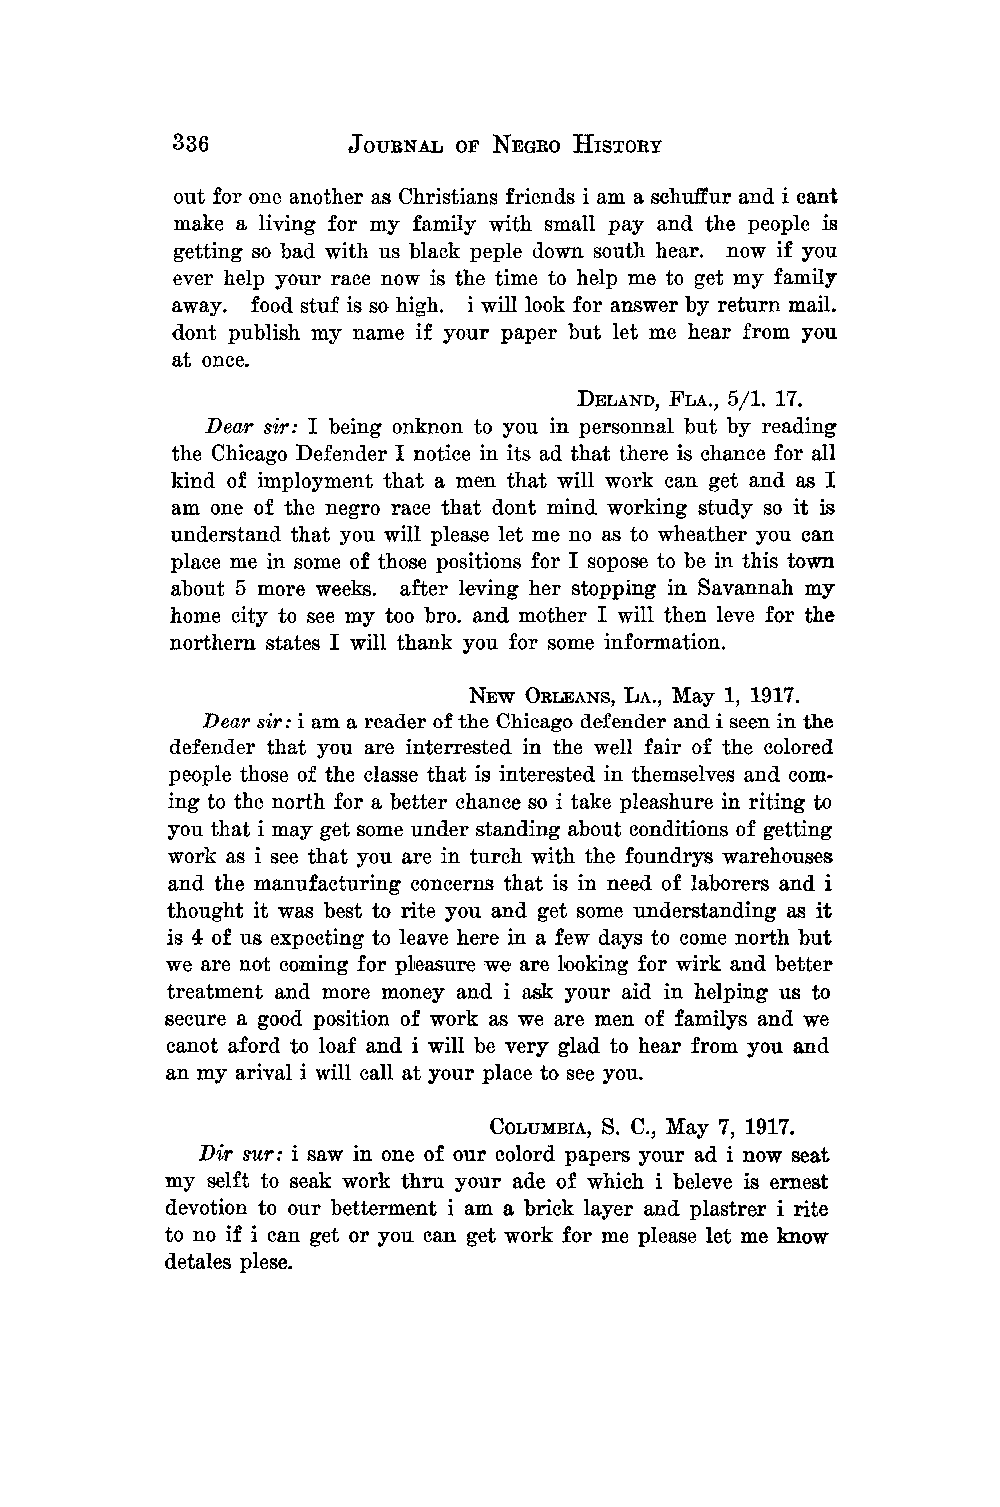 336 JOURNAL OF NEGRO HISTORY
out for one another as Christians friends i am a schuffur and i cant
make a living for my family with small pay and the people is
getting so bad with us black peple down south hear. now if you
ever help your race now is the time to help me to get my family
away. food stuf is so high. i will look for answer by return mail.
dont publish my name if your paper but let me hear from you
at once.
DELAND, FLA., 5/1. 17.
Dear sir: I being onknon to you in personnal but by reading
the Chicago Defender I notice in its ad that there is chance for all
kind of imployment that a men that will work can get and as I
am one of the negro race that dont mind working study so it is
understand that you will please let me no as to wheather you can
place me in some of those positions for I sopose to be in this town
about 5 more weeks. after leving her stopping in Savannah my
home city to see my too bro. and mother I will then leve for the
northern states I will thank you for some information.
NEW ORLEANS, LA., May 1, 1917.
Dear sir: i am a reader of the Chicago defender and i seen in the
defender that you are interrested in the well fair of the colored
people those of the classe that is interested in themselves and com-
ing to the north for a better chance so i take pleashure in riting to
you that i may get some under standing about conditions of getting
work as i see that you are in turch with the foundrys warehouses
and the manufacturing concerns that is in need of laborers and i
thought it was best to rite you and get some understanding as it
is 4 of us expecting to leave here in a few days to come north but
we are not coming for pleasure we are looking for wirk and better
treatment and more money and i ask your aid in helping us to
secure a good position of work as we are men of familys and we
canot aford to loaf and i will be very glad to hear from you and
an my arival i will call at your place to see you.
COLUMBIA, S. C., May 7, 1917.
Dir sur: i saw in one of our colord papers your ad i now seat
my selft to seak work thru your ade of which i beleve is ernest
devotion to our betterment i am a brick layer and plastrer i rite
to no if i can get or you can get work for me please let me know
detales plese.